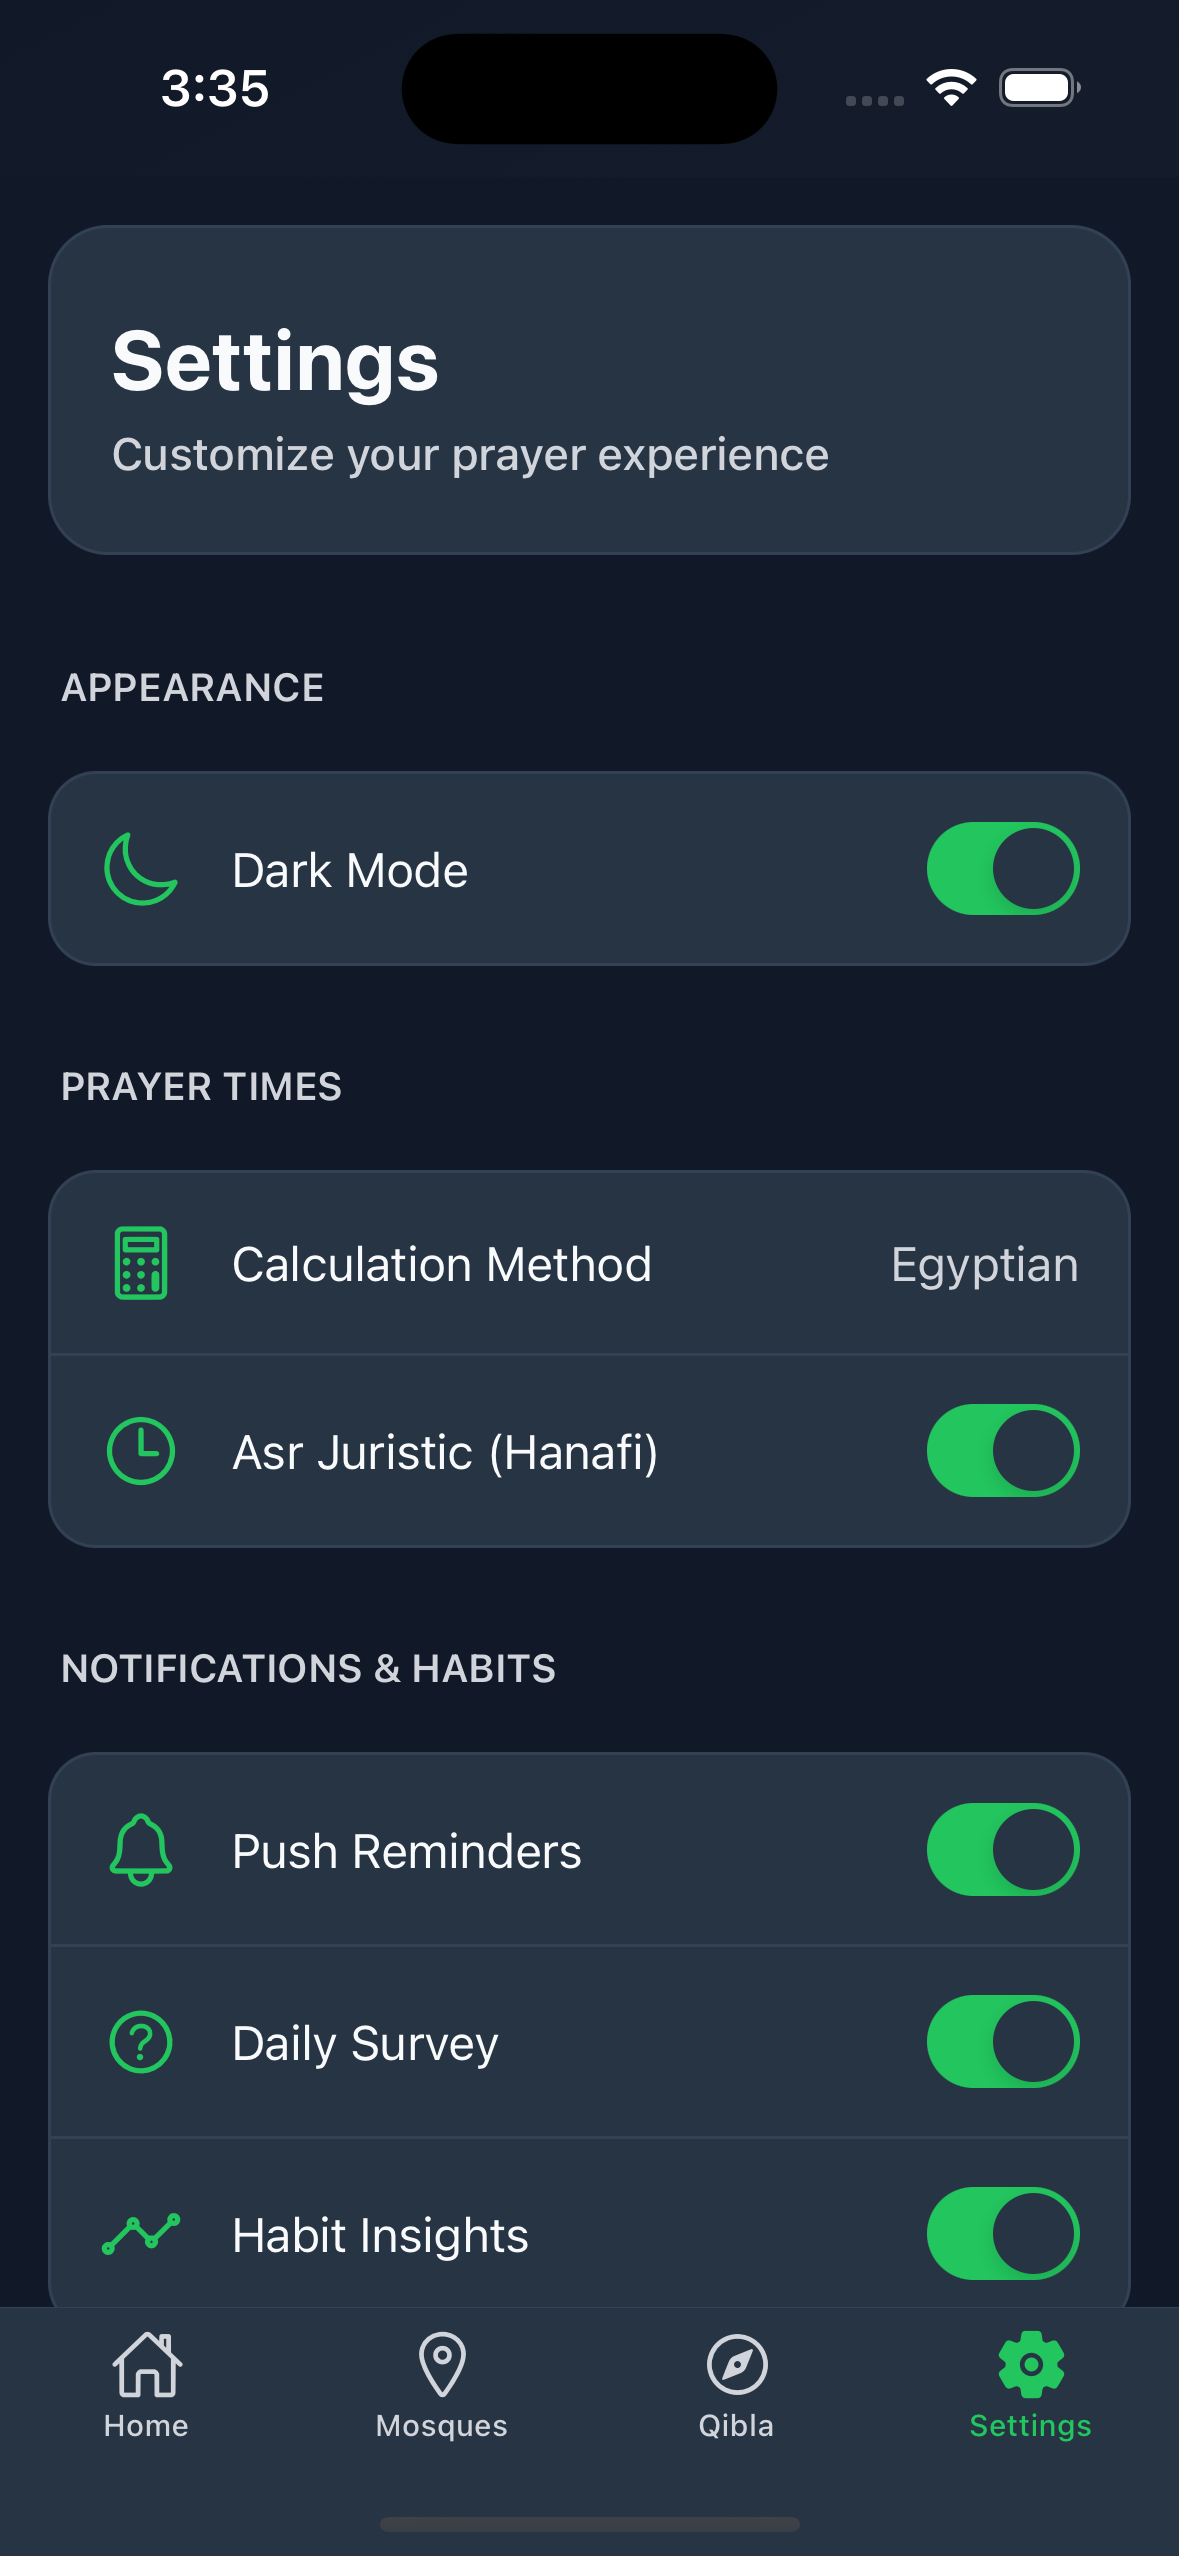 3:35
Settings
Customize your prayer experience
APPEARANCE
Dark Mode
PRAYER TIMES
Calculation Method Egyptian
Asr Juristic (Hanafi)
NOTIFICATIONS & HABITS
Push Reminders
Daily Survey
Habit Insights
Home Mosques Qibla Settings